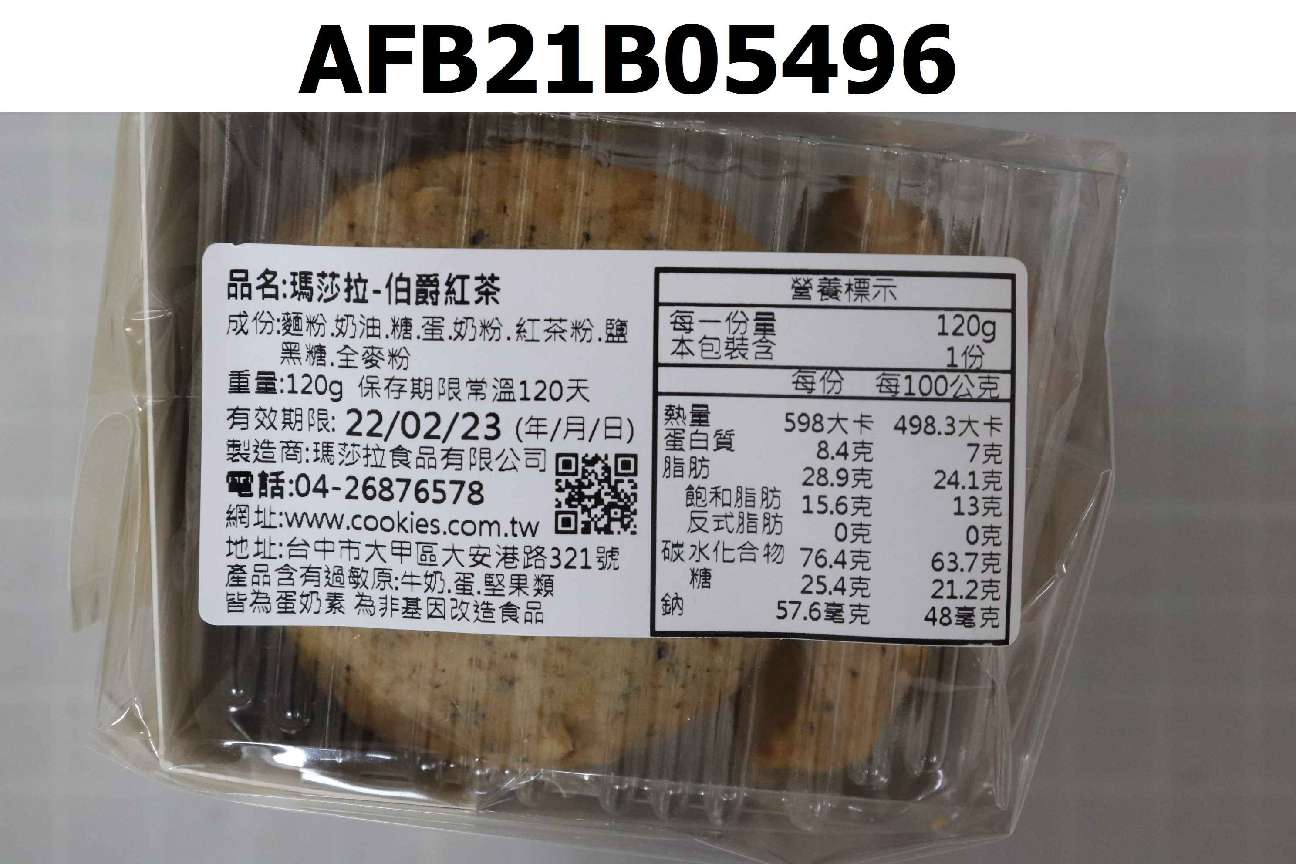 AFB21B05496
品名:瑪莎拉-伯爵紅茶
成份:麵粉.奶油.糖.蛋.奶粉.紅茶粉.鹽
黑糖.全麥粉
重量:120g 保存期限常溫120天
有效期限: 22/02/23 (年/月/日)
製造商:瑪莎拉食品有限公司
電話:04-26876578
網址:www.cookies.com.tw
地址:台中市大甲區大安港路321號
產品含有過敏原:牛奶.蛋.堅果類
皆為蛋奶素 為非基因改造食品
營養標示
每一份量 120g
本包裝含 1份
每份 每100公克
熱量 598大卡 498.3大卡
蛋白質 8.4克 7克
脂肪 28.9克 24.1克
飽和脂肪 15.6克 13克
反式脂肪 0克 0克
碳水化合物 76.4克 63.7克
糖 25.4克 21.2克
鈉 57.6毫克 48毫克